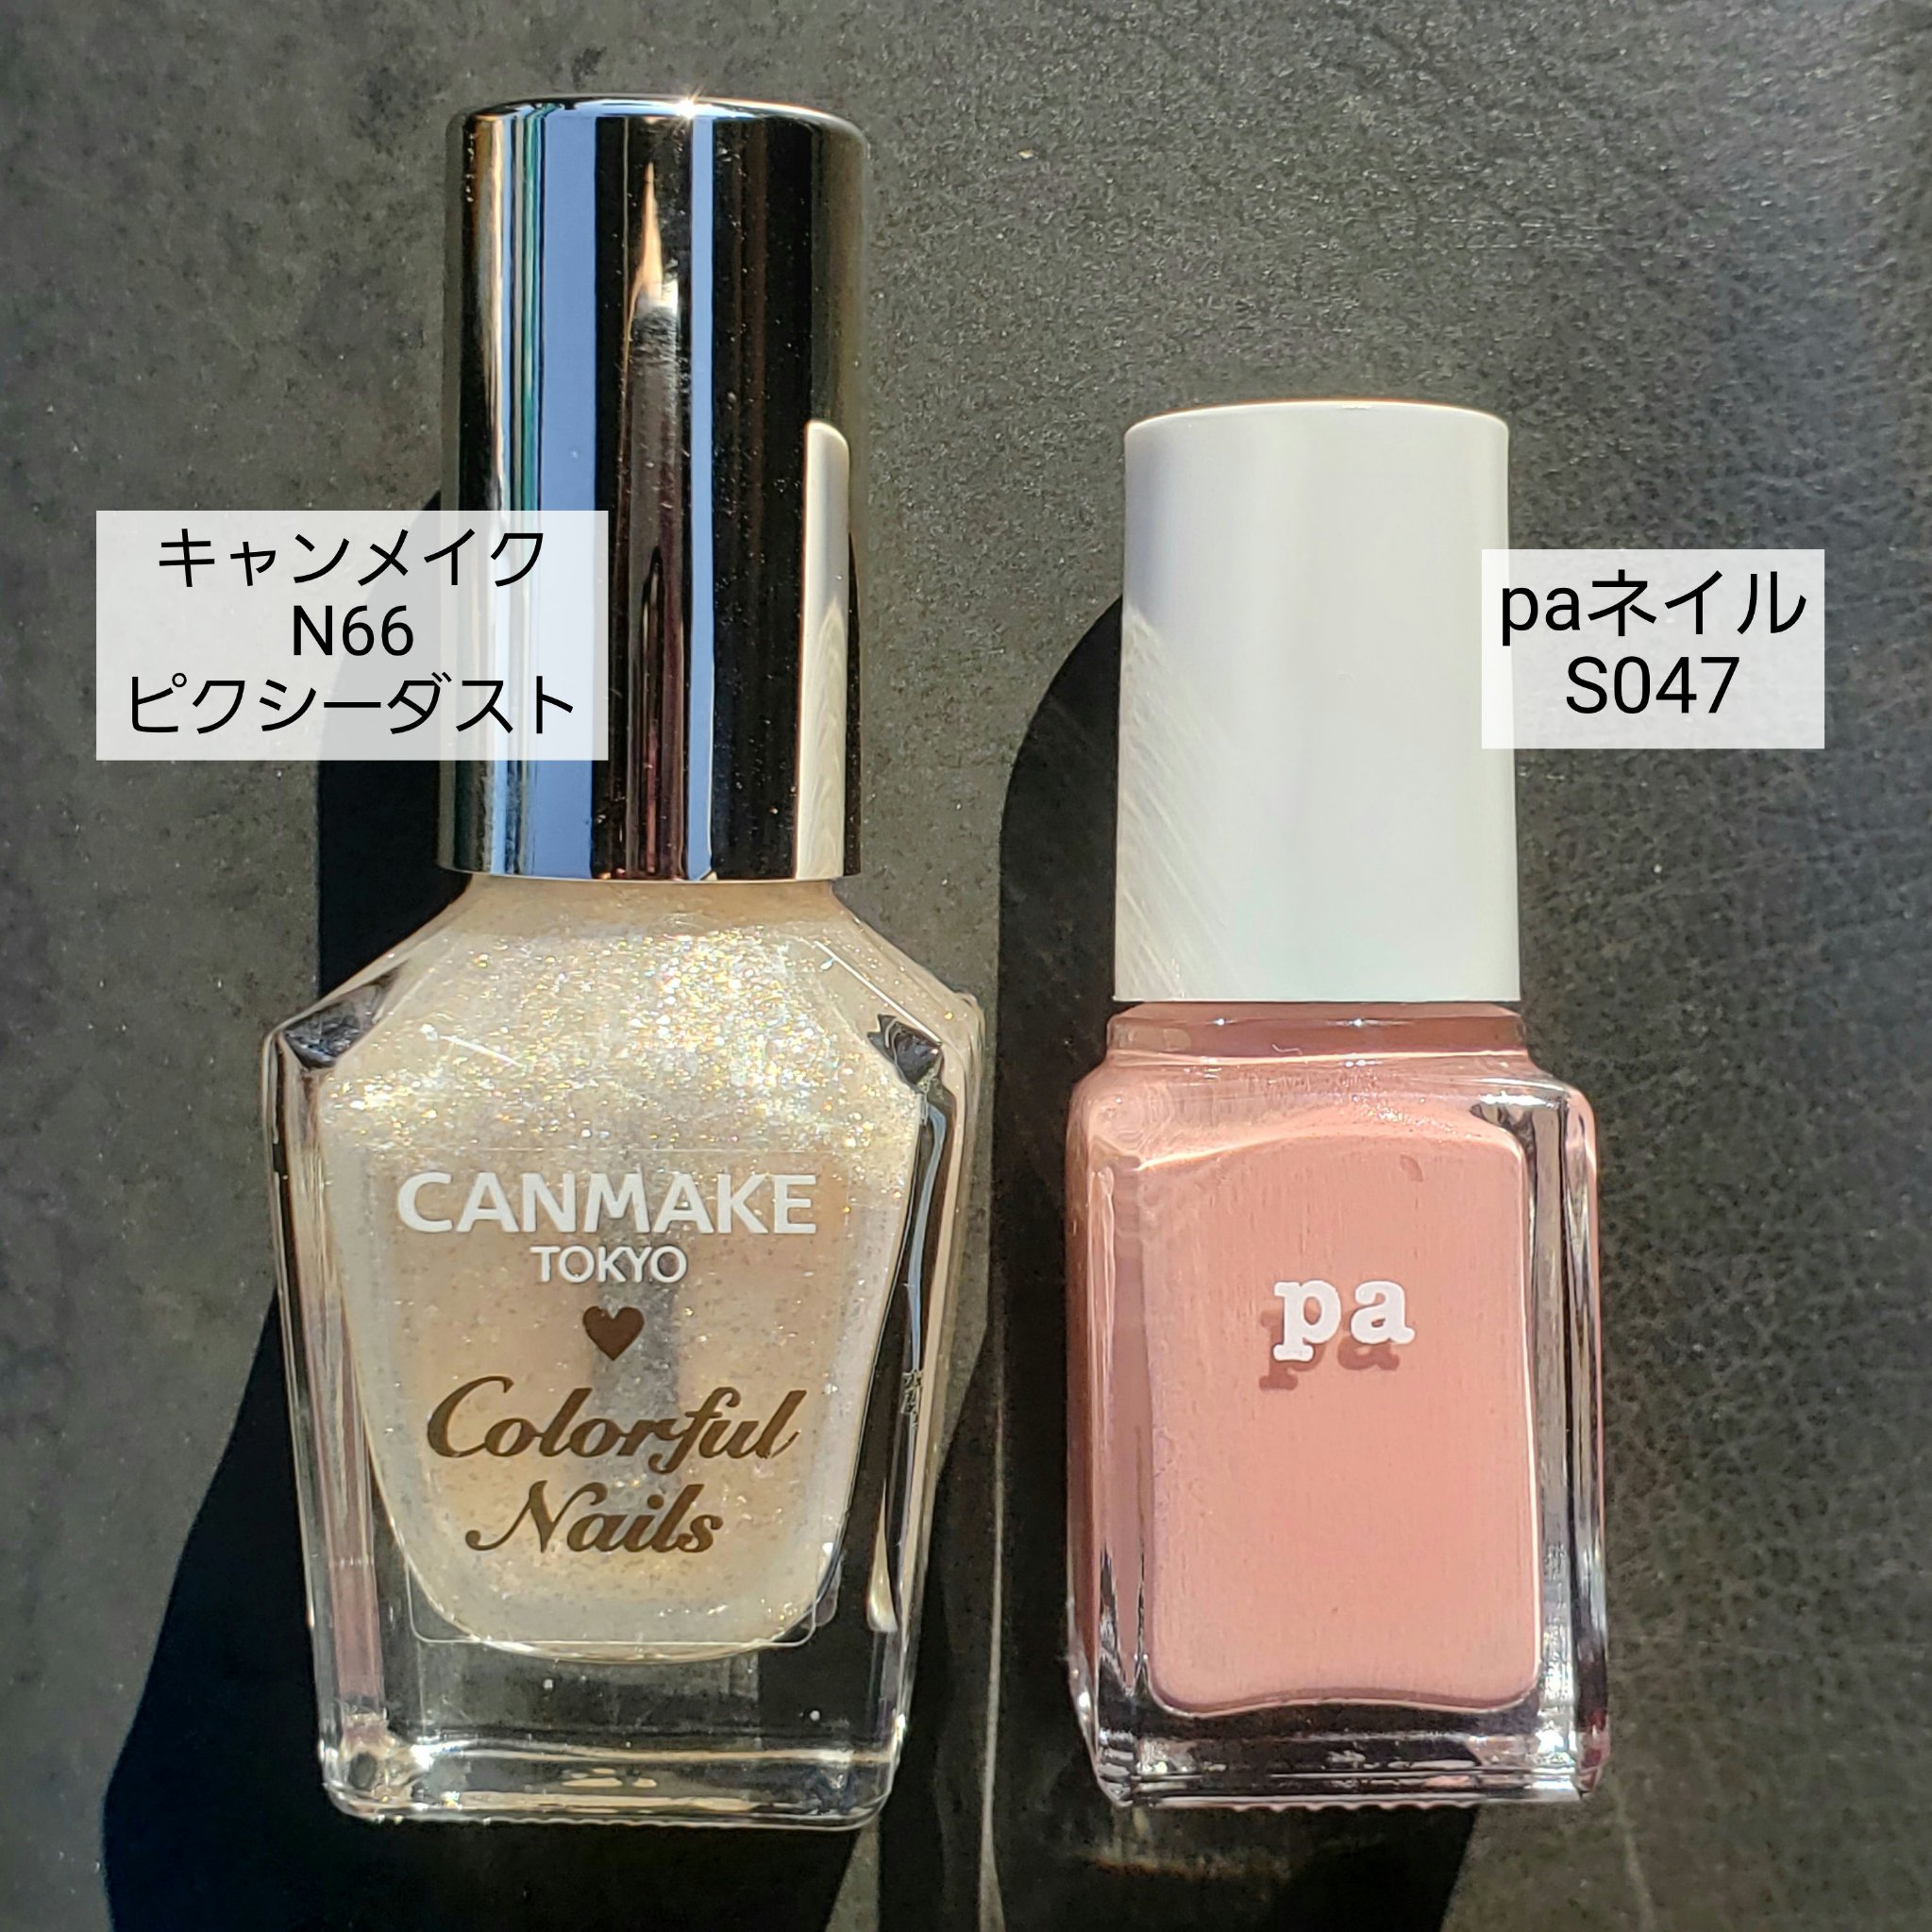 キャンメイク
N66
ピクシーダスト
paネイル
S047
CANMAKE
TOKYO
Colorful
Nails
pa